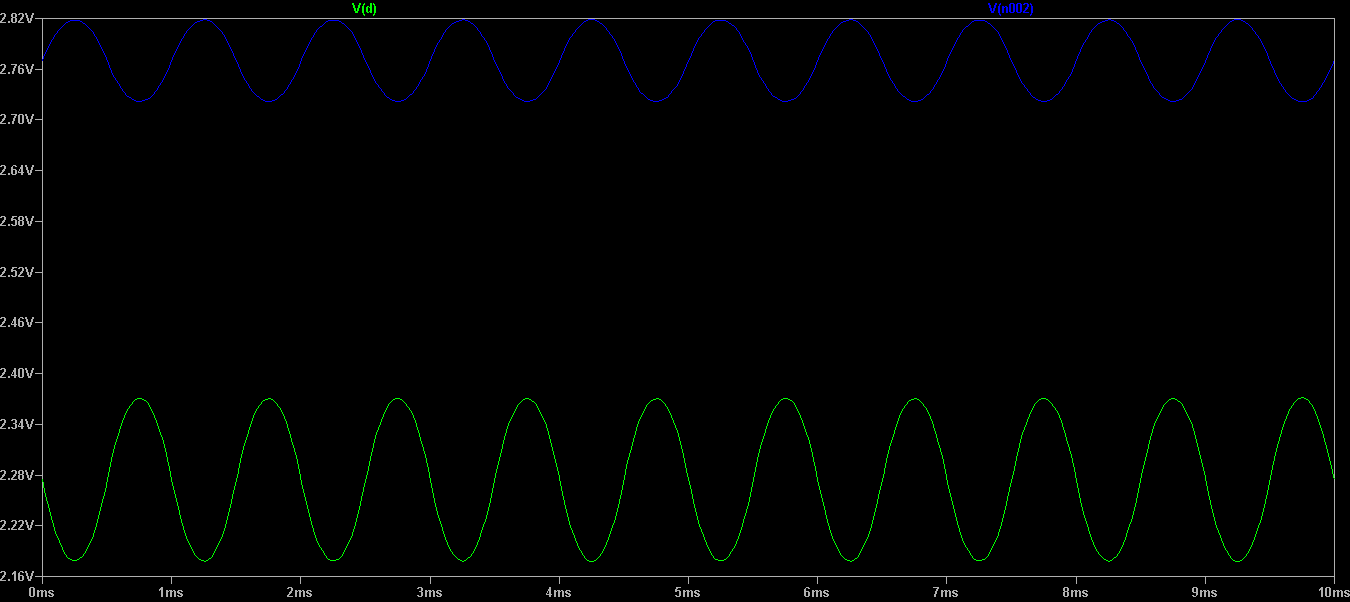 V(d) V(n002)
2.82V
2.76V
2.70V
2.64V
2.58V
2.52V
2.46V
2.40V
2.34V
2.28V
2.22V
2.16V
0ms 1ms 2ms 3ms 4ms 5ms 6ms 7ms 8ms 9ms 10ms